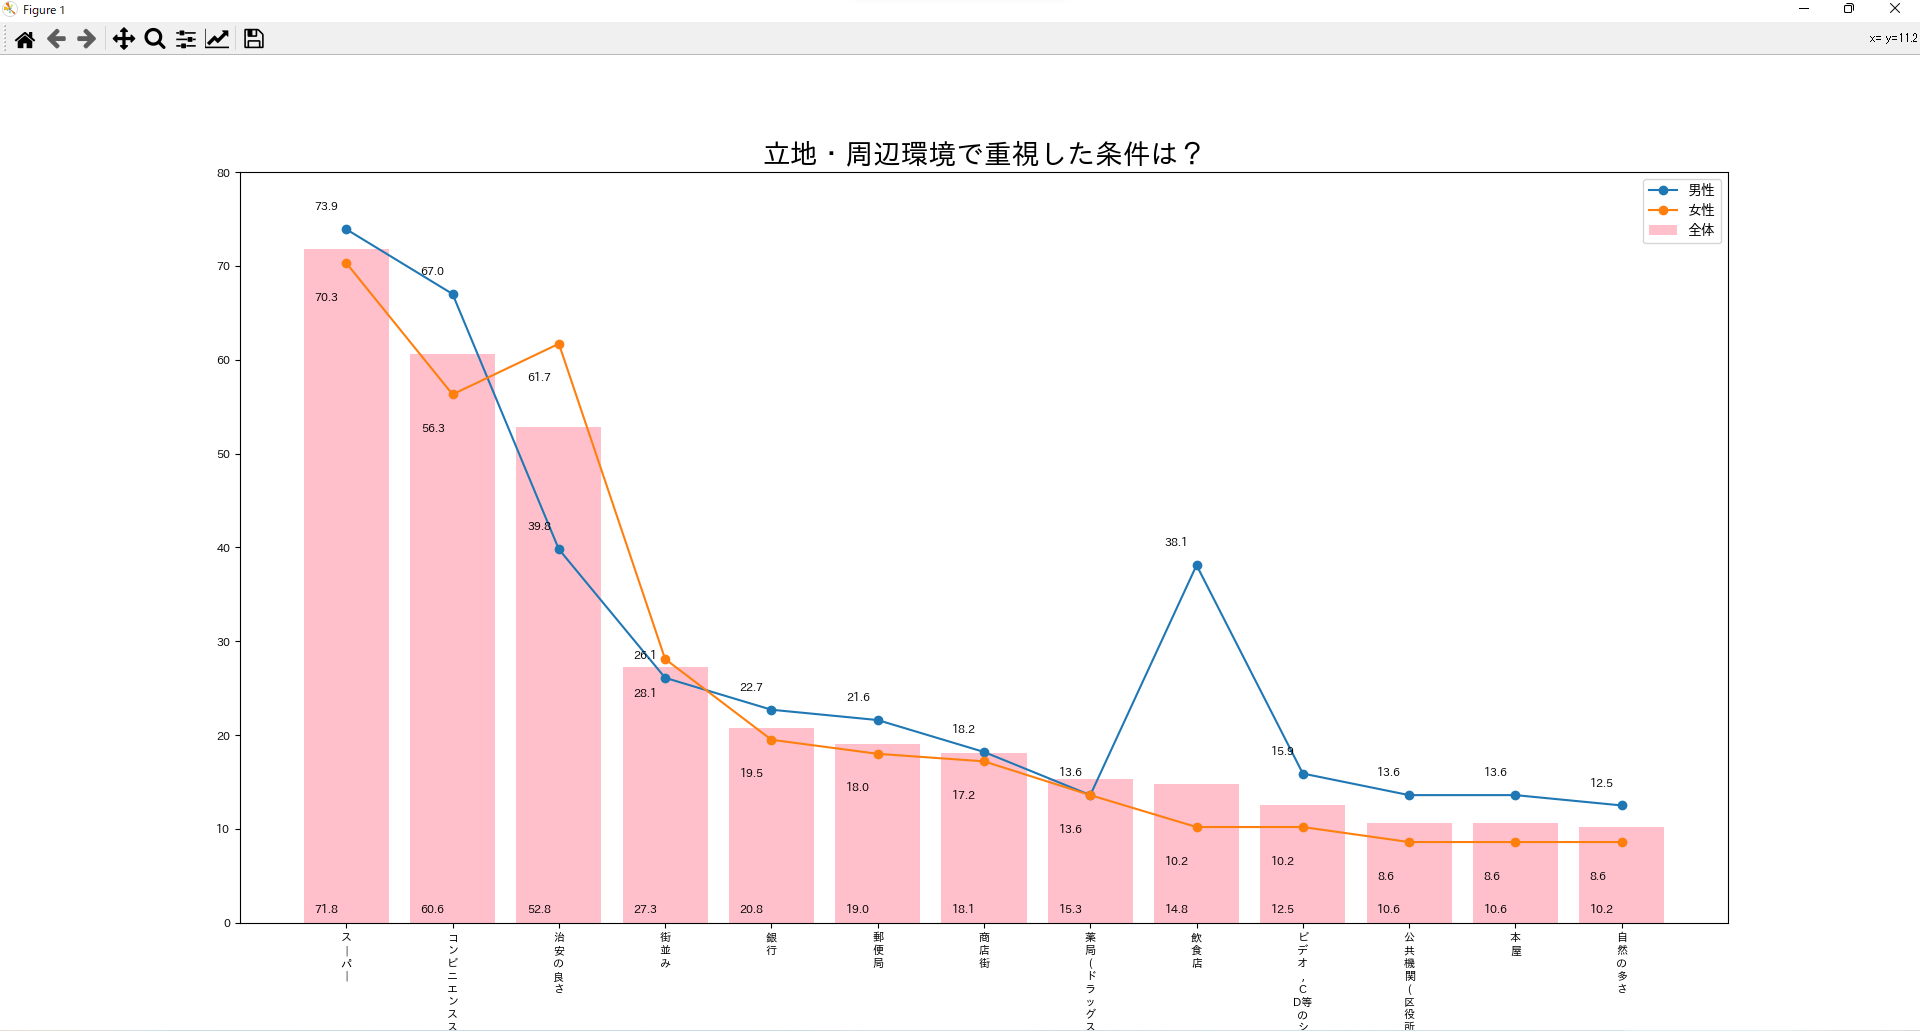 Figure 1
x= y=11.2
立地・周辺環境で重視した条件は？
男性
女性
全体
80
70
60
50
40
30
20
10
0
73.9
67.0
39.8
26.1
22.7
21.6
18.2
13.6
38.1
15.9
13.6
13.6
12.5
70.3
56.3
61.7
28.1
19.5
18.0
17.2
13.6
10.2
10.2
8.6
8.6
8.6
71.8
60.6
52.8
27.3
20.8
19.0
18.1
15.3
14.8
12.5
10.6
10.6
10.2
スーパー
コンビニエンスス
治安の良さ
街並み
銀行
郵便局
商店街
薬局(ドラッグス
飲食店
ビデオ,CD等のシ
公共機関(区役所
本屋
自然の多さ